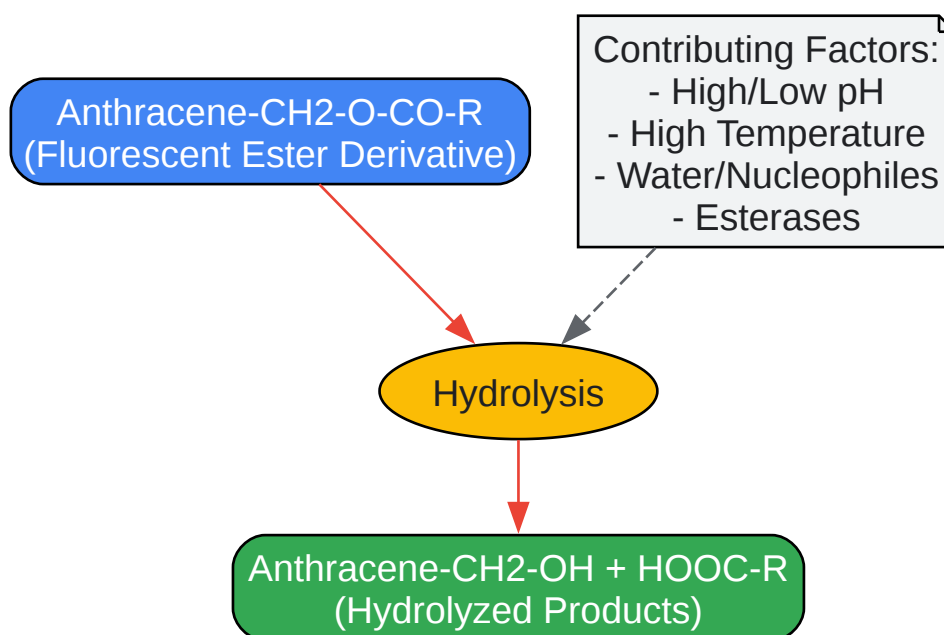 Contributing Factors:
- High/Low pH
- High Temperature
- Water/Nucleophiles
- Esterases
Anthracene-CH2-O-CO-R
(Fluorescent Ester Derivative)
Hydrolysis
Anthracene-CH2-OH + HOOC-R
(Hydrolyzed Products)